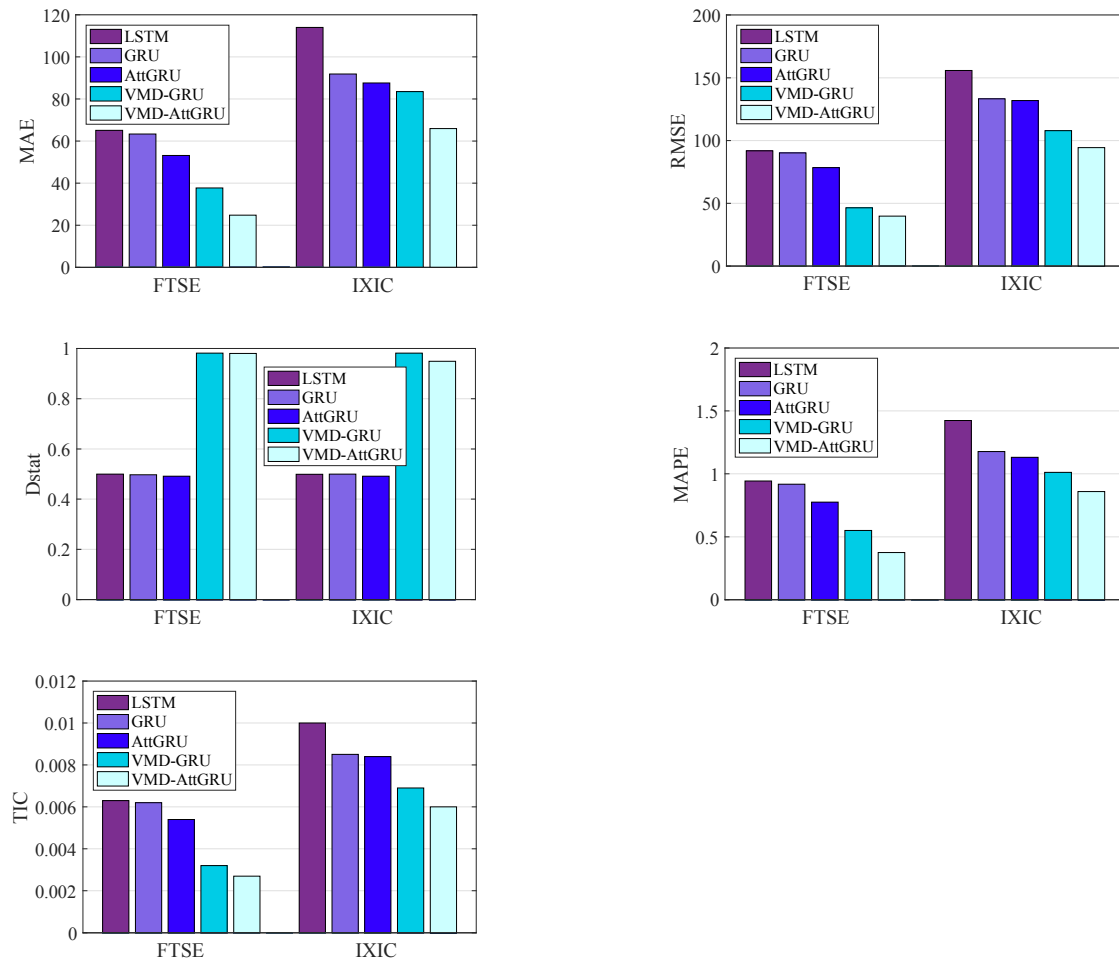 120
100
80
60
40
20
0
MAE
LSTM
GRU
AttGRU
VMD-GRU
VMD-AttGRU
FTSE IXIC
200
150
100
50
0
RMSE
LSTM
GRU
AttGRU
VMD-GRU
VMD-AttGRU
FTSE IXIC
1
0.8
0.6
0.4
0.2
0
Dstat
LSTM
GRU
AttGRU
VMD-GRU
VMD-AttGRU
FTSE IXIC
2
1.5
1
0.5
0
MAPE
LSTM
GRU
AttGRU
VMD-GRU
VMD-AttGRU
FTSE IXIC
0.012
0.01
0.008
0.006
0.004
0.002
0
TIC
LSTM
GRU
AttGRU
VMD-GRU
VMD-AttGRU
FTSE IXIC